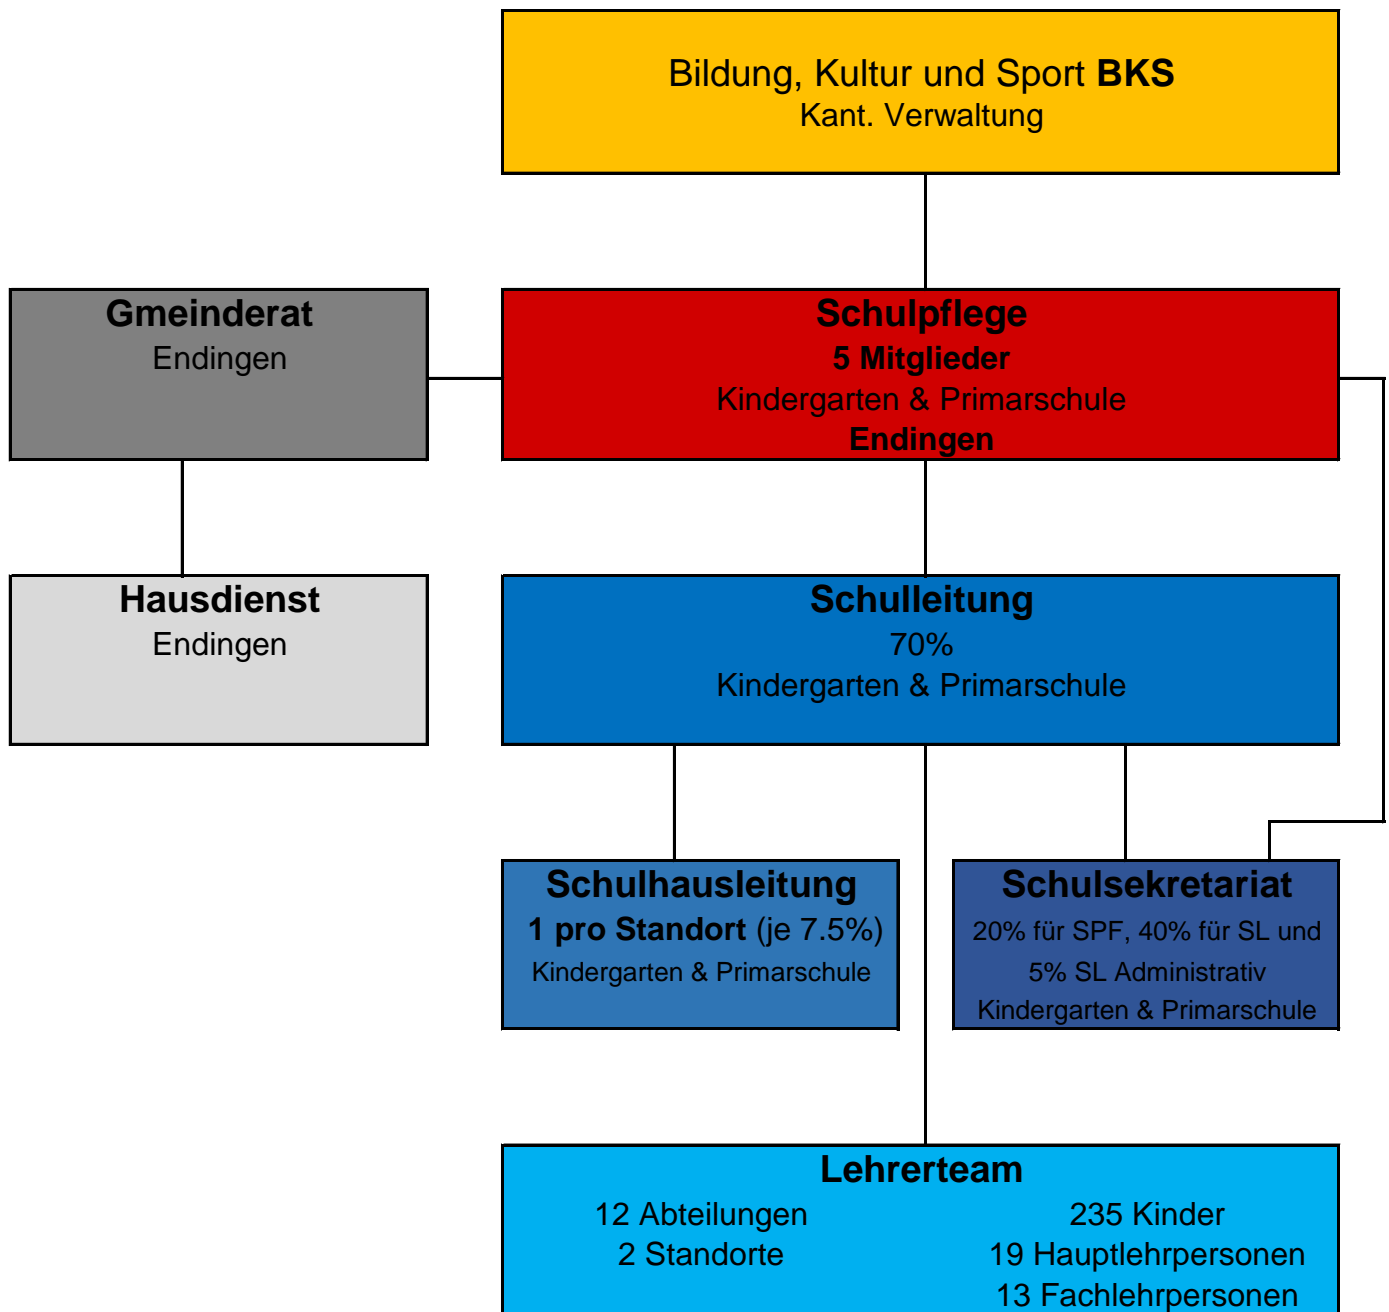 Bildung, Kultur und Sport BKS
Kant. Verwaltung
Gmeinderat
Endingen
Schulpflege
5 Mitglieder
Kindergarten & Primarschule
Endingen
Hausdienst
Endingen
Schulleitung
70%
Kindergarten & Primarschule
Schulhausleitung
1 pro Standort (je 7.5%)
Kindergarten & Primarschule
Schulsekretariat
20% für SPF, 40% für SL und
5% SL Administrativ
Kindergarten & Primarschule
Lehrerteam
12 Abteilungen
2 Standorte
235 Kinder
19 Hauptlehrpersonen
13 Fachlehrpersonen